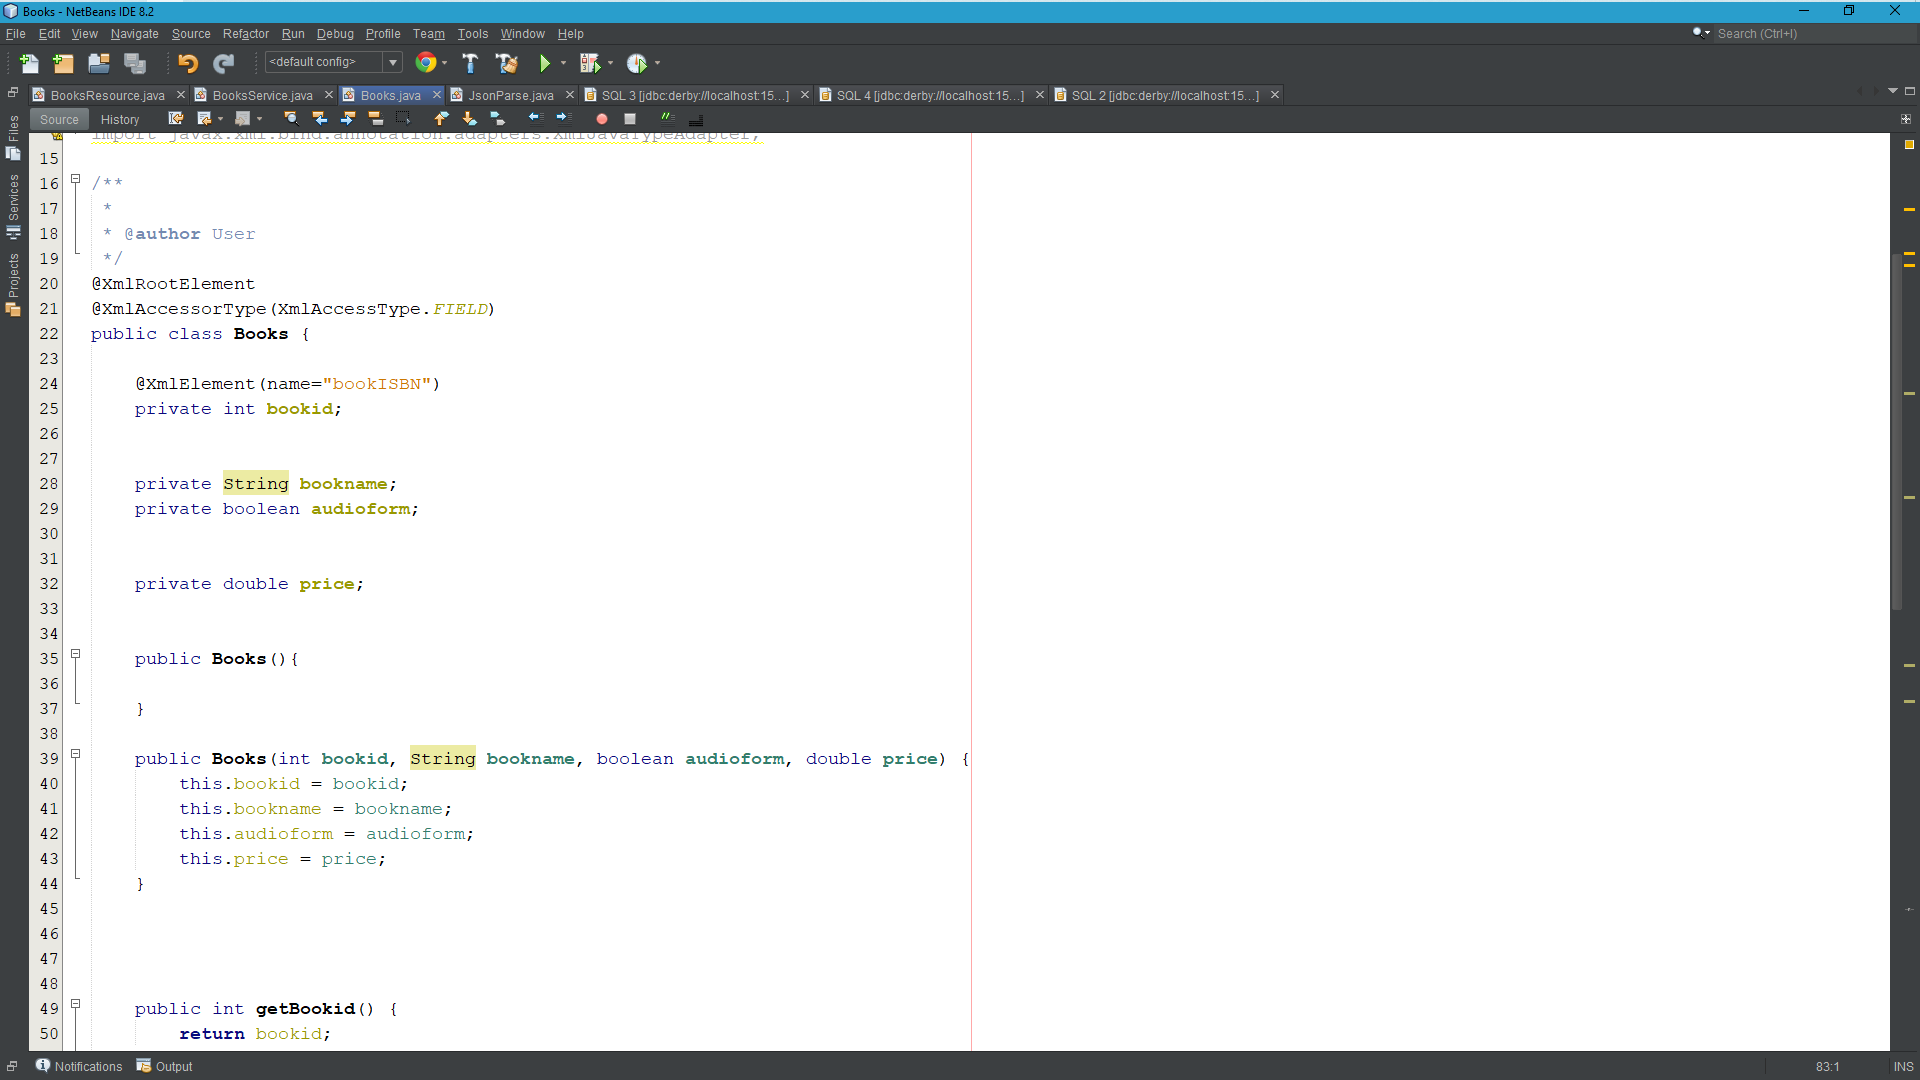 Books - NetBeans IDE 8.2
File Edit View Navigate Source Refactor Run Debug Profile Team Tools Window Help
Search (Ctrl+I)
<default config>
BooksResource.java BooksService.java Books.java JsonParse.java SQL 3 [jdbc:derby://localhost:15...] SQL 4 [jdbc:derby://localhost:15...] SQL 2 [jdbc:derby://localhost:15...]
Source History
Files
Services
Projects
import javax.xml.bind.annotation.adapters.XmlJavaTypeAdapter;
15
16 /**
17 *
18 * @author User
19 */
20 @XmlRootElement
21 @XmlAccessorType(XmlAccessType.FIELD)
22 public class Books {
23
24 @XmlElement(name="bookISBN")
25 private int bookid;
26
27
28 private String bookname;
29 private boolean audioform;
30
31
32 private double price;
33
34
35 public Books(){
36
37 }
38
39 public Books(int bookid, String bookname, boolean audioform, double price) {
40 this.bookid = bookid;
41 this.bookname = bookname;
42 this.audioform = audioform;
43 this.price = price;
44 }
45
46
47
48
49 public int getBookid() {
50 return bookid;
Notifications Output
83:1 INS